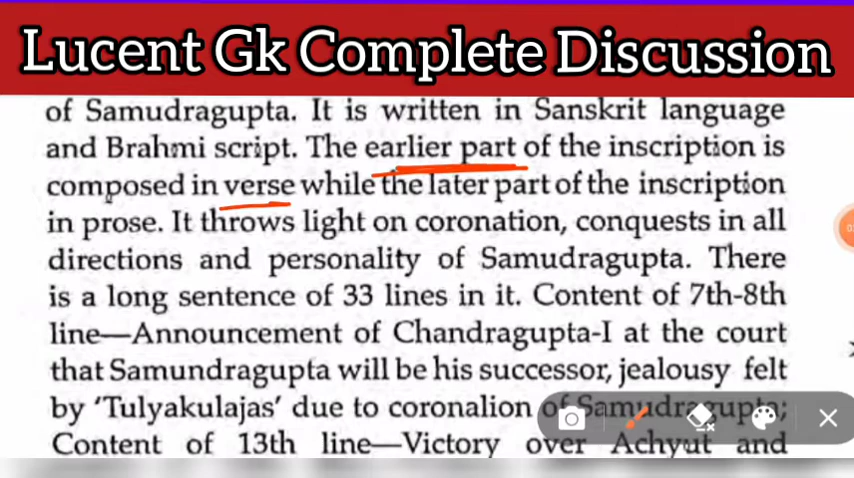 Lucent Gk Complete Discussion
of Samudragupta. It is written in Sanskrit language
and Brahmi script. The earlier part of the inscription is
composed in verse while the later part of the inscription
in prose. It throws light on coronation, conquests in all
directions and personality of Samudragupta. There
is a long sentence of 33 lines in it. Content of 7th-8th
line—Announcement of Chandragupta-I at the court
that Samundragupta will be his successor, jealousy felt
by 'Tulyakulajas' due to coronalion of Samudragupta;
Content of 13th line—Victory over Achyut and